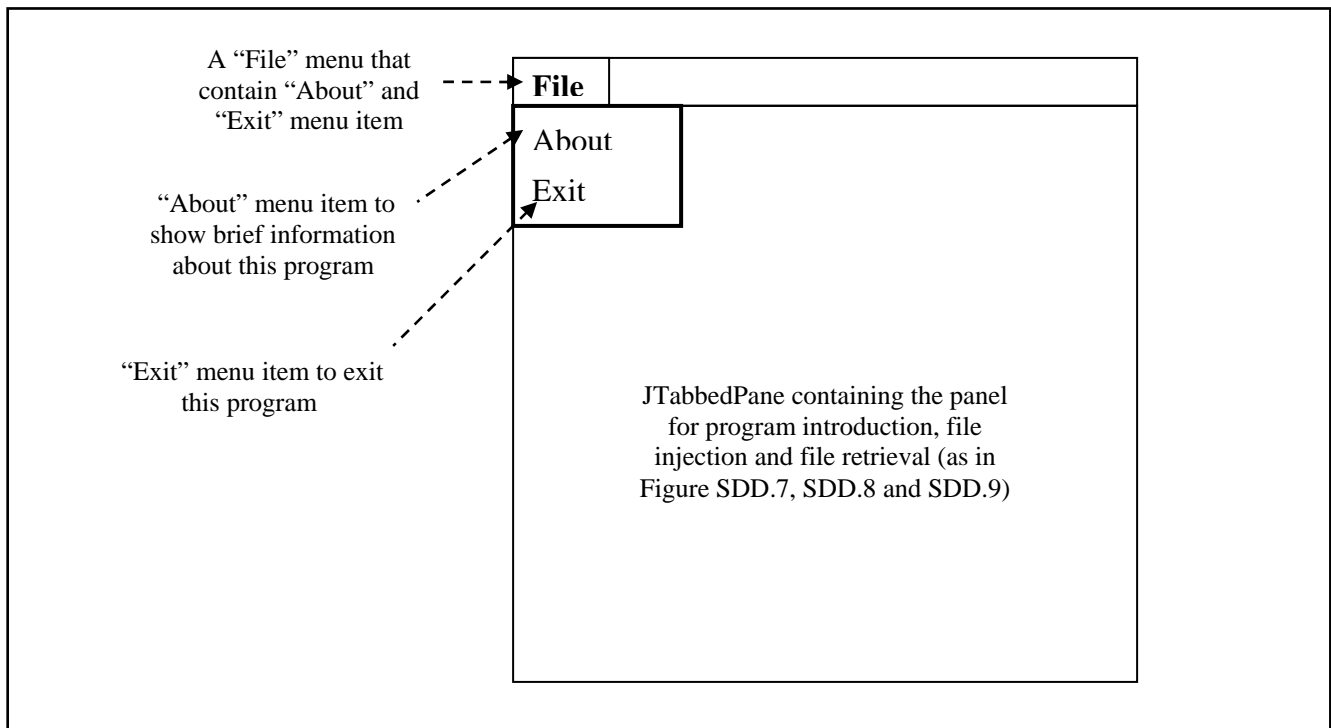 A “File” menu that
contain “About” and
“Exit” menu item
File
About
Exit
“About” menu item to
show brief information
about this program
“Exit” menu item to exit
this program
JTabbedPane containing the panel
for program introduction, file
injection and file retrieval (as in
Figure SDD.7, SDD.8 and SDD.9)